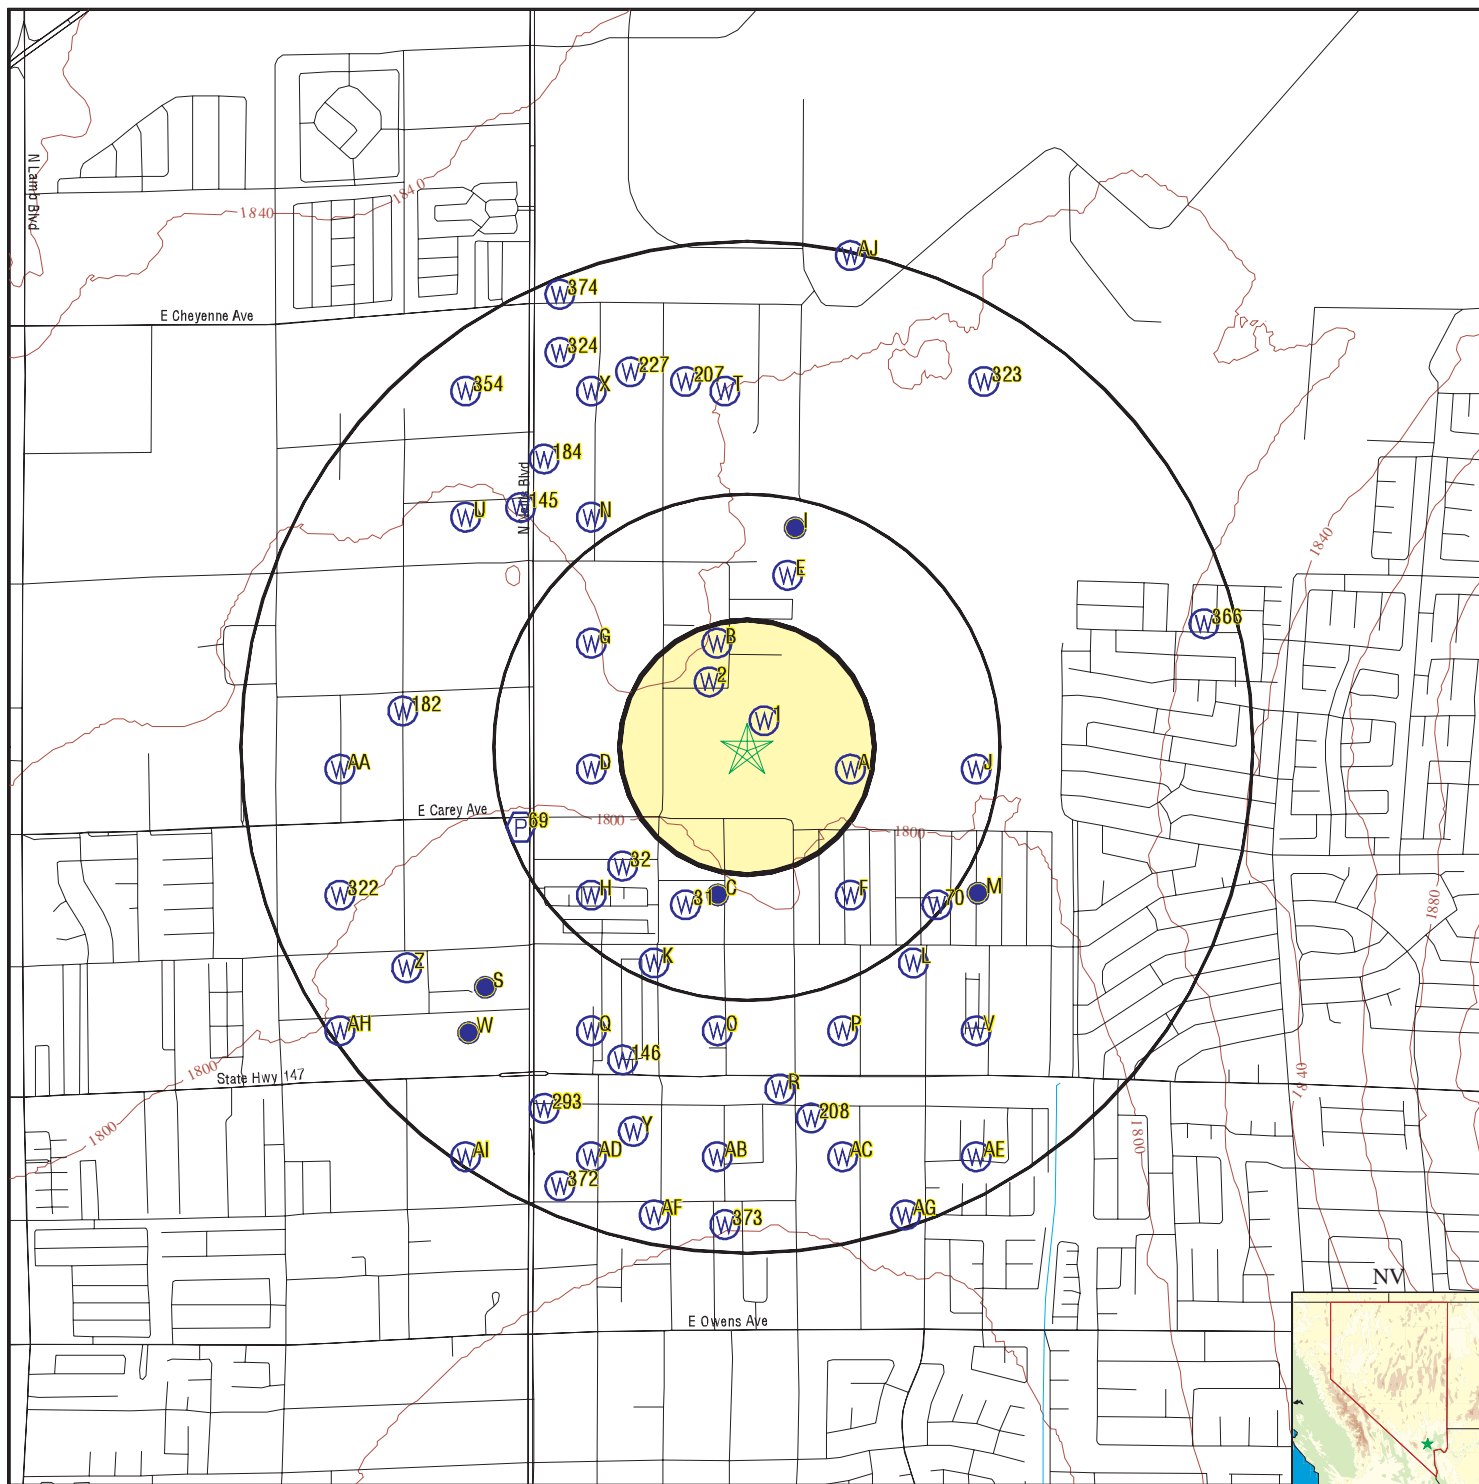 N Lamb Blvd
1840
1840
W AJ
W 374
E Cheyenne Ave
W 324
W 227
W 207
W 354
W X
W T
W 323
W 184
N Nellis Blvd
W 145
W U
W N
I
1840
W E
W 366
W G
W B
W 2
W 182
W 1
W AA
W D
W A
W J
E Carey Ave
P 69
1800
1800
W 32
W 322
W H
W 31
C
W F
W 70
M
1880
W Z
W K
W L
S
W AH
W
W Q
W O
W P
W V
W 146
1800
State Hwy 147
W R
1840
W 293
W 208
1800
W Y
1800
W AI
W AD
W AB
W AC
W AE
W 372
W AF
W 373
W AG
NV
E Owens Ave